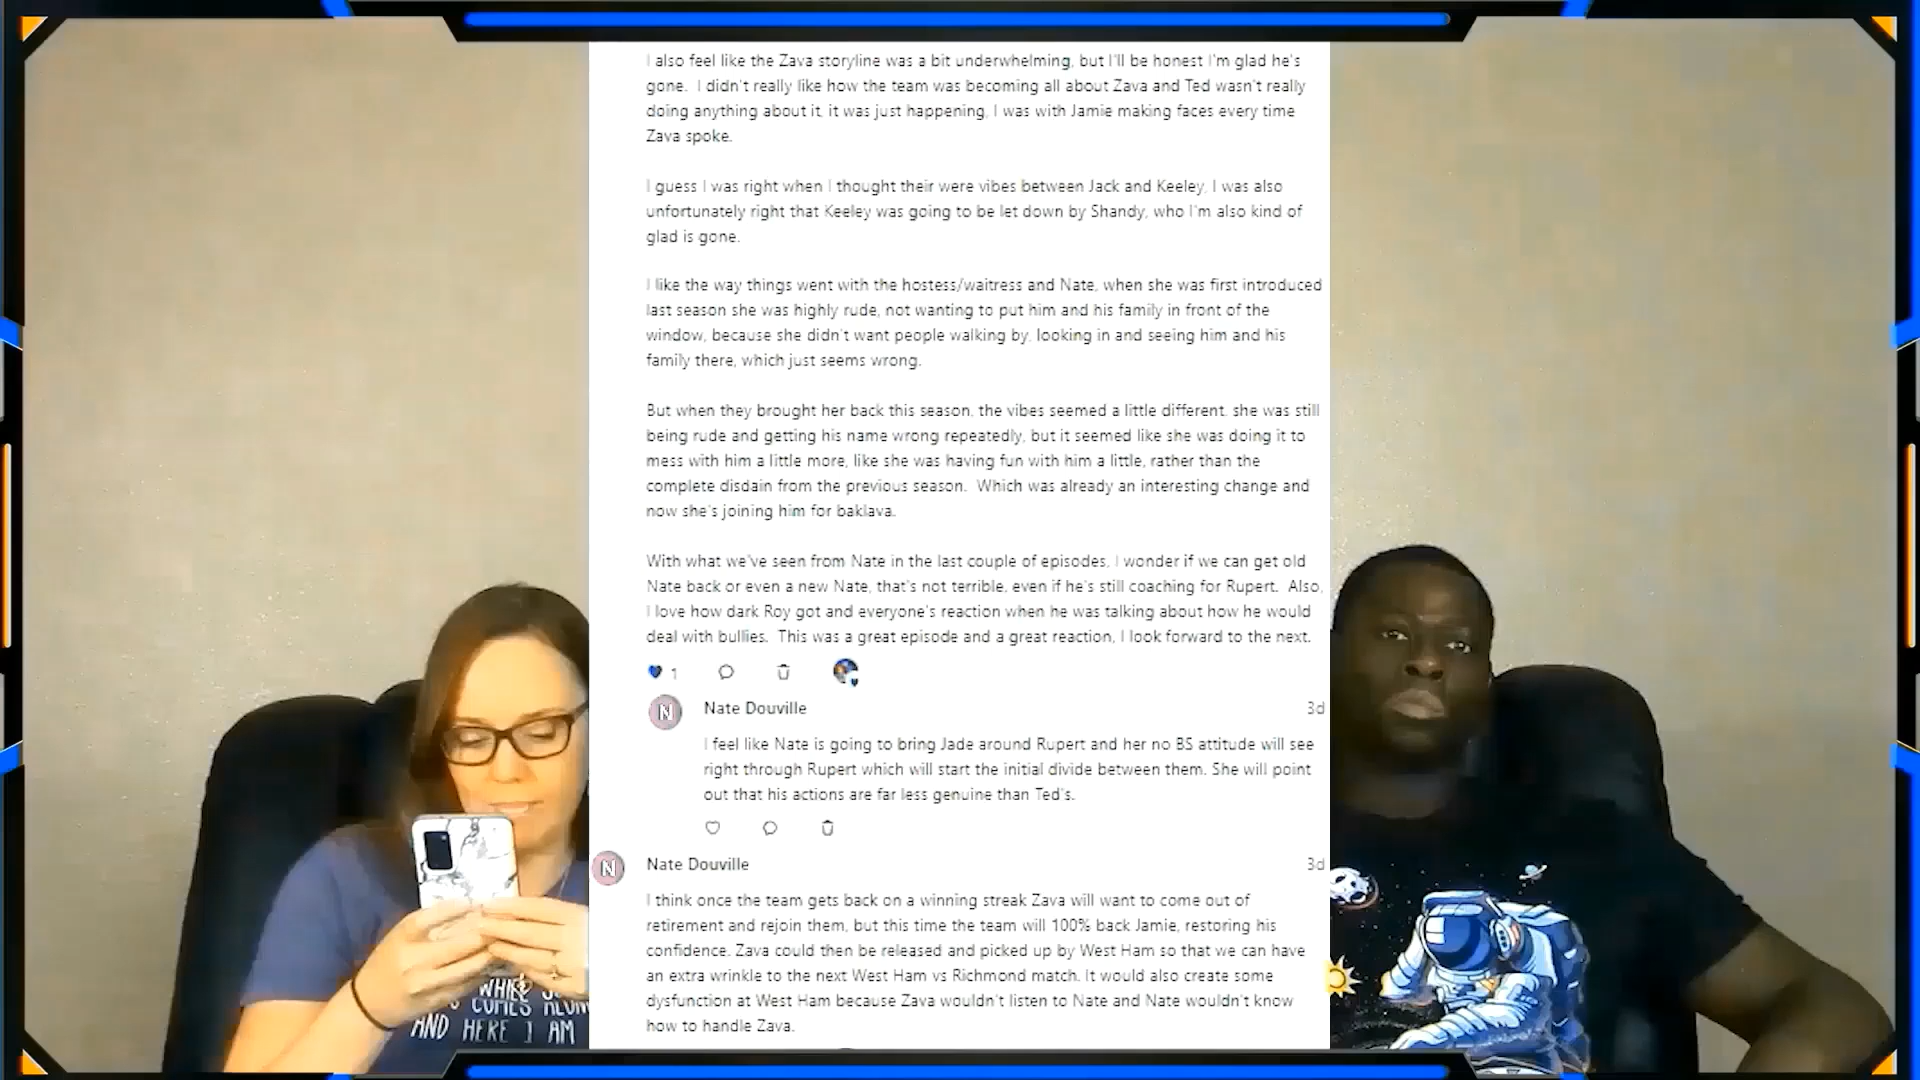 I also feel like the Zava storyline was a bit underwhelming, but I'll be honest I'm glad he's
gone.  I didn't really like how the team was becoming all about Zava and Ted wasn't really
doing anything about it, it was just happening, I was with Jamie making faces every time
Zava spoke.
I guess I was right when I thought their were vibes between Jack and Keeley, I was also
unfortunately right that Keeley was going to be let down by Shandy, who I'm also kind of
glad is gone.
I like the way things went with the hostess/waitress and Nate, when she was first introduced
last season she was highly rude, not wanting to put him and his family in front of the
window, because she didn't want people walking by, looking in and seeing him and his
family there, which just seems wrong.
But when they brought her back this season, the vibes seemed a little different, she was still
being rude and getting his name wrong repeatedly, but it seemed like she was doing it to
mess with him a little more, like she was having fun with him a little, rather than the
complete disdain from the previous season.  Which was already an interesting change and
now she's joining him for baklava.
With what we've seen from Nate in the last couple of episodes, I wonder if we can get old
Nate back or even a new Nate, that's not terrible, even if he's still coaching for Rupert.  Also,
I love how dark Roy got and everyone's reaction when he was talking about how he would
deal with bullies.  This was a great episode and a great reaction, I look forward to the next.
1
N
Nate Douville
3d
I feel like Nate is going to bring Jade around Rupert and her no BS attitude will see
right through Rupert which will start the initial divide between them. She will point
out that his actions are far less genuine than Ted's.
N
Nate Douville
3d
I think once the team gets back on a winning streak Zava will want to come out of
retirement and rejoin them, but this time the team will 100% back Jamie, restoring his
confidence. Zava could then be released and picked up by West Ham so that we can have
an extra wrinkle to the next West Ham vs Richmond match. It would also create some
dysfunction at West Ham because Zava wouldn't listen to Nate and Nate wouldn't know
how to handle Zava.
COMES
AND HERE I AM